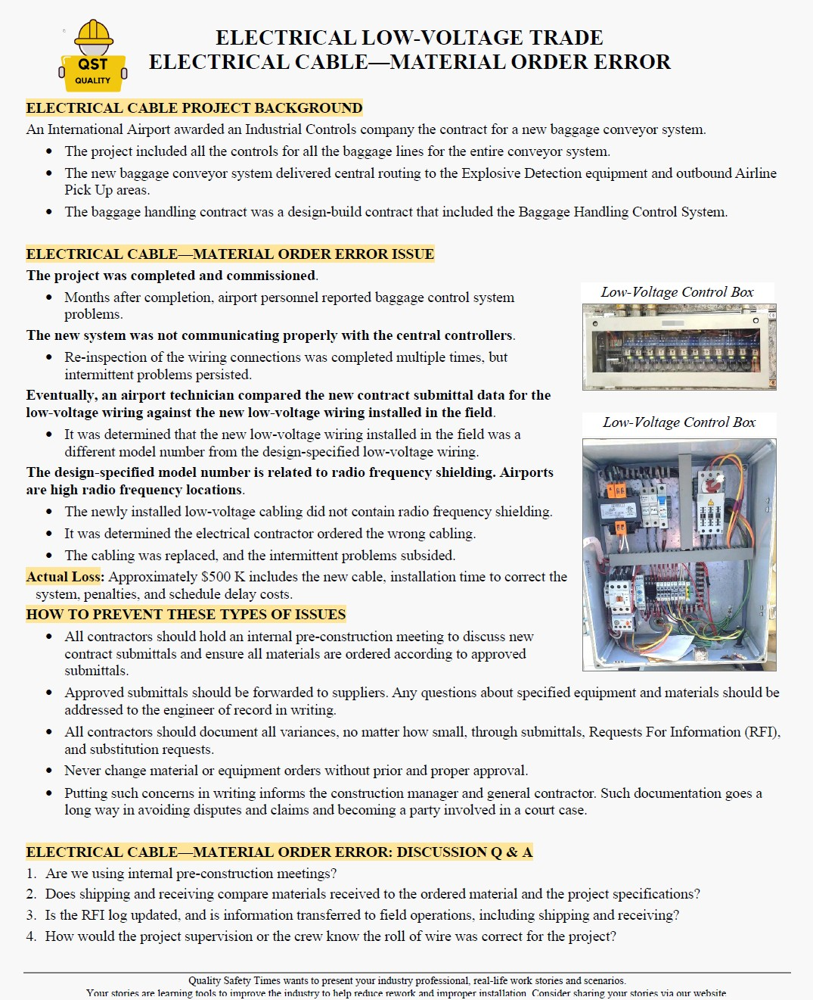 QST
QUALITY
ELECTRICAL LOW-VOLTAGE TRADE
ELECTRICAL CABLE—MATERIAL ORDER ERROR
ELECTRICAL CABLE PROJECT BACKGROUND
An International Airport awarded an Industrial Controls company the contract for a new baggage conveyor system.
• The project included all the controls for all the baggage lines for the entire conveyor system.
• The new baggage conveyor system delivered central routing to the Explosive Detection equipment and outbound Airline
Pick Up areas.
• The baggage handling contract was a design-build contract that included the Baggage Handling Control System.
ELECTRICAL CABLE—MATERIAL ORDER ERROR ISSUE
The project was completed and commissioned.
• Months after completion, airport personnel reported baggage control system
problems.
The new system was not communicating properly with the central controllers.
• Re-inspection of the wiring connections was completed multiple times, but
intermittent problems persisted.
Eventually, an airport technician compared the new contract submittal data for the
low-voltage wiring against the new low-voltage wiring installed in the field.
• It was determined that the new low-voltage wiring installed in the field was a
different model number from the design-specified low-voltage wiring.
The design-specified model number is related to radio frequency shielding. Airports
are high radio frequency locations.
• The newly installed low-voltage cabling did not contain radio frequency shielding.
• It was determined the electrical contractor ordered the wrong cabling.
• The cabling was replaced, and the intermittent problems subsided.
Actual Loss: Approximately $500 K includes the new cable, installation time to correct the
system, penalties, and schedule delay costs.
Low-Voltage Control Box
Low-Voltage Control Box
HOW TO PREVENT THESE TYPES OF ISSUES
• All contractors should hold an internal pre-construction meeting to discuss new
contract submittals and ensure all materials are ordered according to approved
submittals.
• Approved submittals should be forwarded to suppliers. Any questions about specified equipment and materials should be
addressed to the engineer of record in writing.
• All contractors should document all variances, no matter how small, through submittals, Requests For Information (RFI),
and substitution requests.
• Never change material or equipment orders without prior and proper approval.
• Putting such concerns in writing informs the construction manager and general contractor. Such documentation goes a
long way in avoiding disputes and claims and becoming a party involved in a court case.
ELECTRICAL CABLE—MATERIAL ORDER ERROR: DISCUSSION Q & A
1. Are we using internal pre-construction meetings?
2. Does shipping and receiving compare materials received to the ordered material and the project specifications?
3. Is the RFI log updated, and is information transferred to field operations, including shipping and receiving?
4. How would the project supervision or the crew know the roll of wire was correct for the project?
Quality Safety Times wants to present your industry professional, real-life work stories and scenarios.
Your stories are learning tools to improve the industry to help reduce rework and improper installation. Consider sharing your stories via our website.